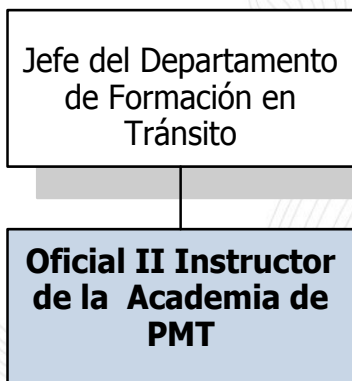 Jefe del Departamento
de Formación en
Tránsito
Oficial II Instructor
de la Academia de
PMT